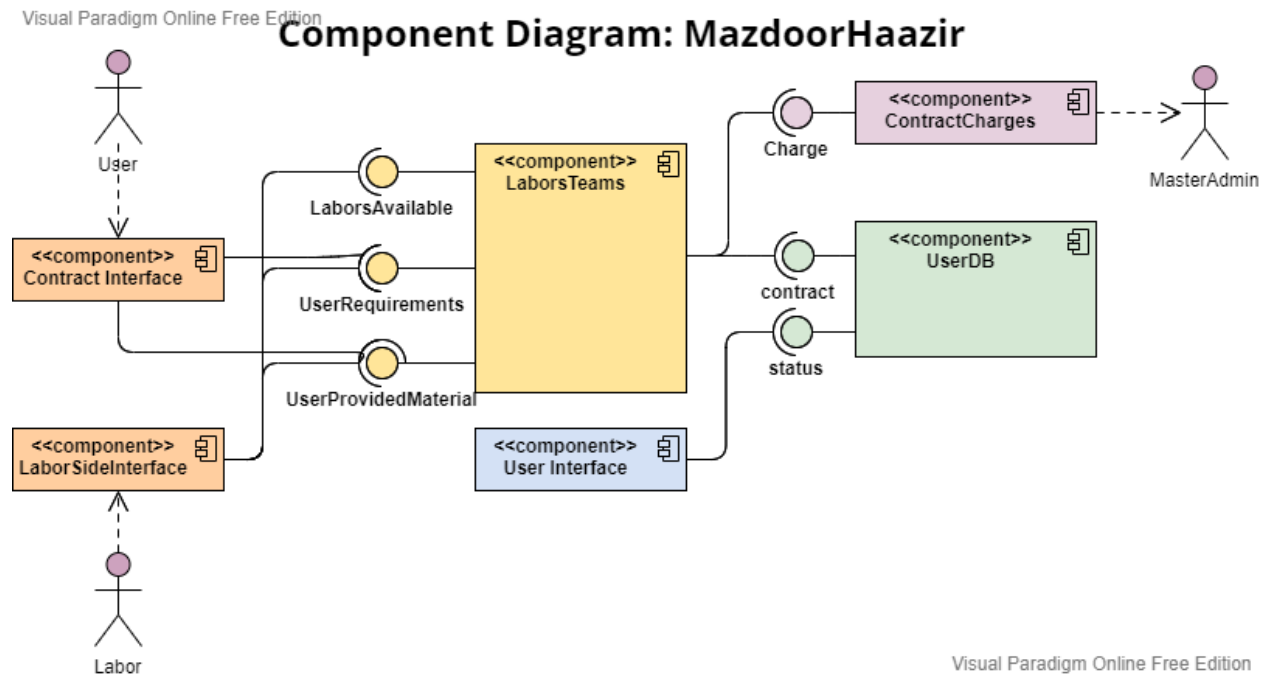 Visual Paradigm Online Free Edition
Component Diagram: MazdoorHaazir
User
<<component>>
Contract Interface
<<component>>
LaborSideInterface
Labor
LaborsAvailable
UserRequirements
UserProvidedMaterial
<<component>>
LaborsTeams
<<component>>
User Interface
Charge
contract
status
<<component>>
ContractCharges
<<component>>
UserDB
MasterAdmin
Visual Paradigm Online Free Edition